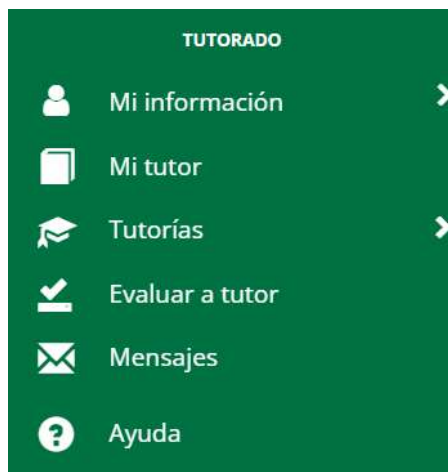 TUTORADO
Mi información
Mi tutor
Tutorías
Evaluar a tutor
Mensajes
Ayuda